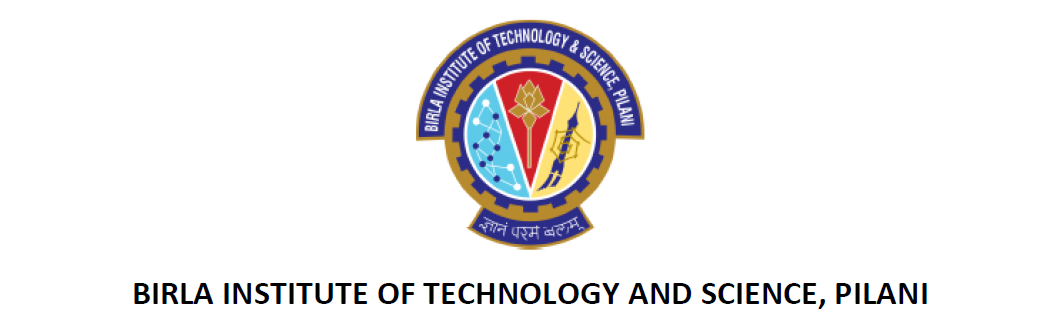 BIRLA INSTITUTE OF TECHNOLOGY & SCIENCE, PILANI
ज्ञानं परमं बलम्
BIRLA INSTITUTE OF TECHNOLOGY AND SCIENCE, PILANI